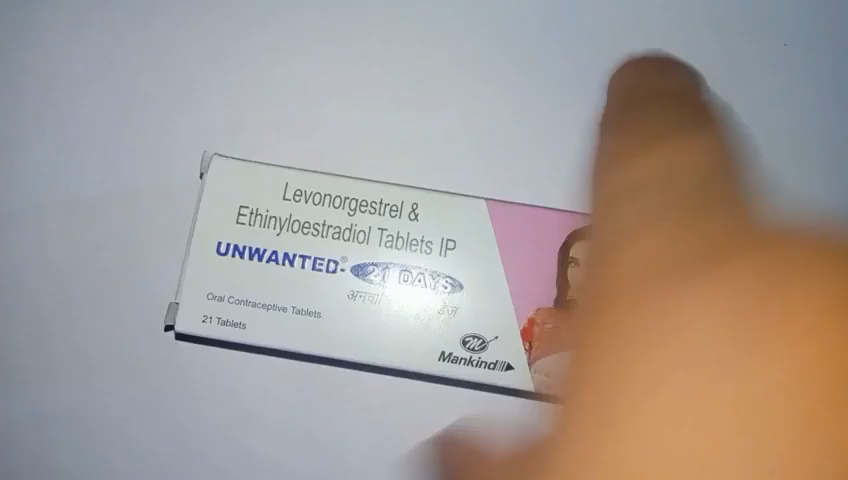 Levonorgestrel &
Ethinyloestradiol Tablets IP
UNWANTED®- 21 DAYS
Oral Contraceptive Tablets
21 Tablets
Mankind